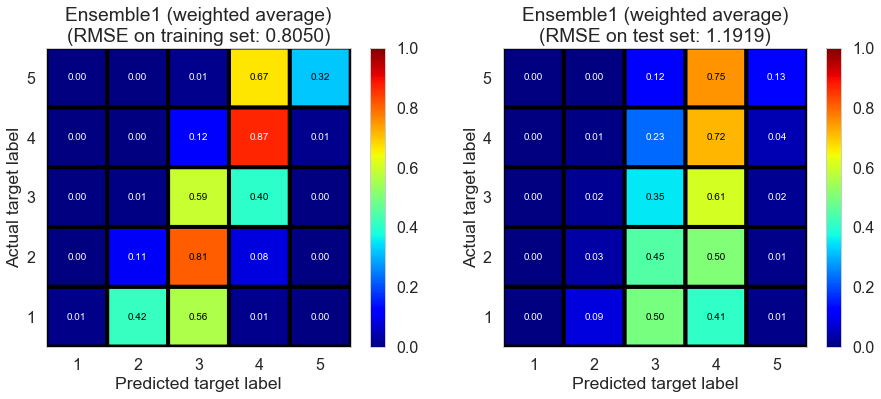 Ensemble1 (weighted average)
(RMSE on training set: 0.8050)
Actual target label
5 0.00 0.00 0.01 0.67 0.32
4 0.00 0.00 0.12 0.87 0.01
3 0.00 0.01 0.59 0.40 0.00
2 0.00 0.11 0.81 0.08 0.00
1 0.01 0.42 0.56 0.01 0.00
1 2 3 4 5
Predicted target label
1.0
0.8
0.6
0.4
0.2
0.0
Ensemble1 (weighted average)
(RMSE on test set: 1.1919)
Actual target label
5 0.00 0.00 0.12 0.75 0.13
4 0.00 0.01 0.23 0.72 0.04
3 0.00 0.02 0.35 0.61 0.02
2 0.00 0.03 0.45 0.50 0.01
1 0.00 0.09 0.50 0.41 0.01
1 2 3 4 5
Predicted target label
1.0
0.8
0.6
0.4
0.2
0.0